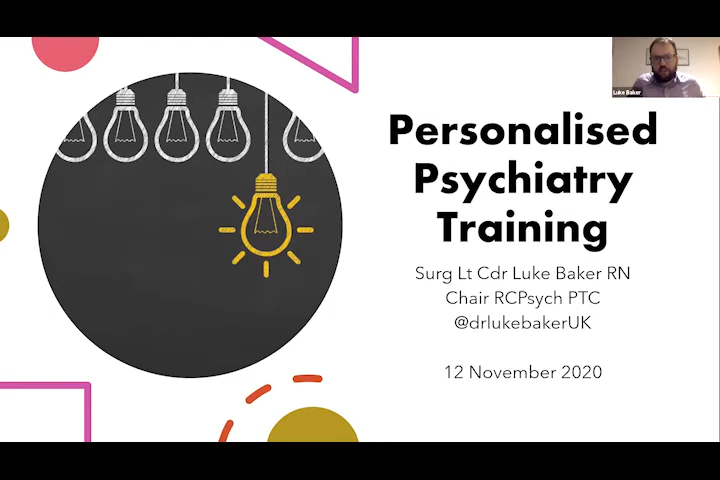 Luke Baker
Personalised
Psychiatry
Training
Surg Lt Cdr Luke Baker RN
Chair RCPsych PTC
@drlukebakerUK
12 November 2020